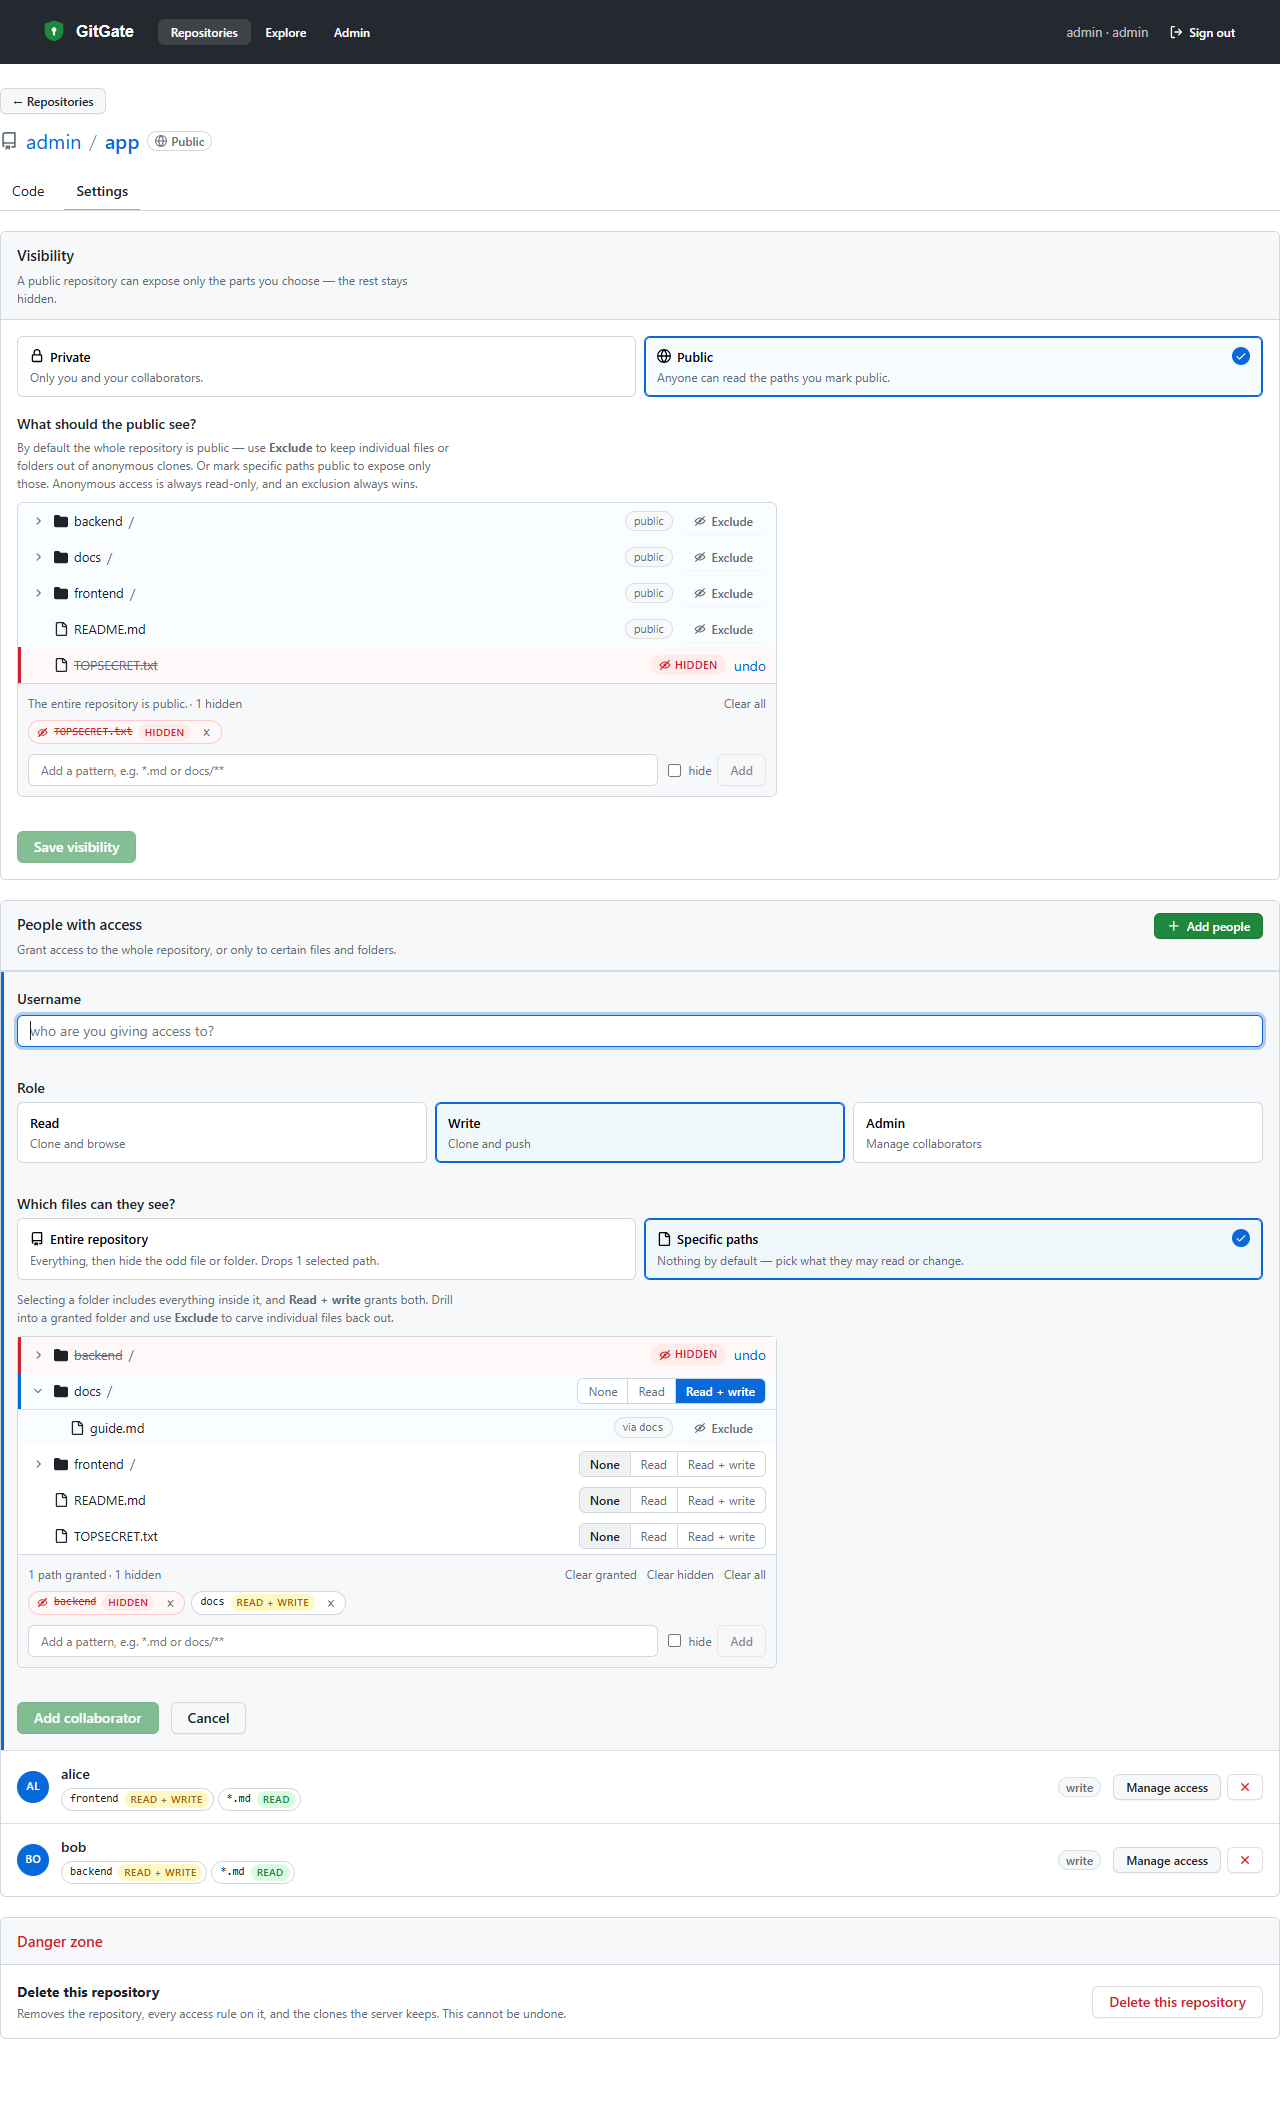 GitGate
Repositories
Explore
Admin
admin · admin
Sign out
← Repositories
admin / app
Public
Code
Settings
Visibility
A public repository can expose only the parts you choose — the rest stays
hidden.
Private
Only you and your collaborators.
Public
Anyone can read the paths you mark public.
What should the public see?
By default the whole repository is public — use Exclude to keep individual files or
folders out of anonymous clones. Or mark specific paths public to expose only
those. Anonymous access is always read-only, and an exclusion always wins.
backend /
public
Exclude
docs /
public
Exclude
frontend /
public
Exclude
README.md
public
Exclude
TOPSECRET.txt
HIDDEN
undo
The entire repository is public. · 1 hidden
Clear all
TOPSECRET.txt HIDDEN x
Add a pattern, e.g. *.md or docs/**
hide
Add
Save visibility
People with access
Grant access to the whole repository, or only to certain files and folders.
+ Add people
Username
who are you giving access to?
Role
Read
Clone and browse
Write
Clone and push
Admin
Manage collaborators
Which files can they see?
Entire repository
Everything, then hide the odd file or folder. Drops 1 selected path.
Specific paths
Nothing by default — pick what they may read or change.
Selecting a folder includes everything inside it, and Read + write grants both. Drill
into a granted folder and use Exclude to carve individual files back out.
backend /
HIDDEN
undo
docs /
None
Read
Read + write
guide.md
via docs
Exclude
frontend /
None
Read
Read + write
README.md
None
Read
Read + write
TOPSECRET.txt
None
Read
Read + write
1 path granted · 1 hidden
Clear granted
Clear hidden
Clear all
backend HIDDEN x
docs READ + WRITE x
Add a pattern, e.g. *.md or docs/**
hide
Add
Add collaborator
Cancel
AL
alice
frontend READ + WRITE
*.md READ
write
Manage access
×
BO
bob
backend READ + WRITE
*.md READ
write
Manage access
×
Danger zone
Delete this repository
Removes the repository, every access rule on it, and the clones the server keeps. This cannot be undone.
Delete this repository